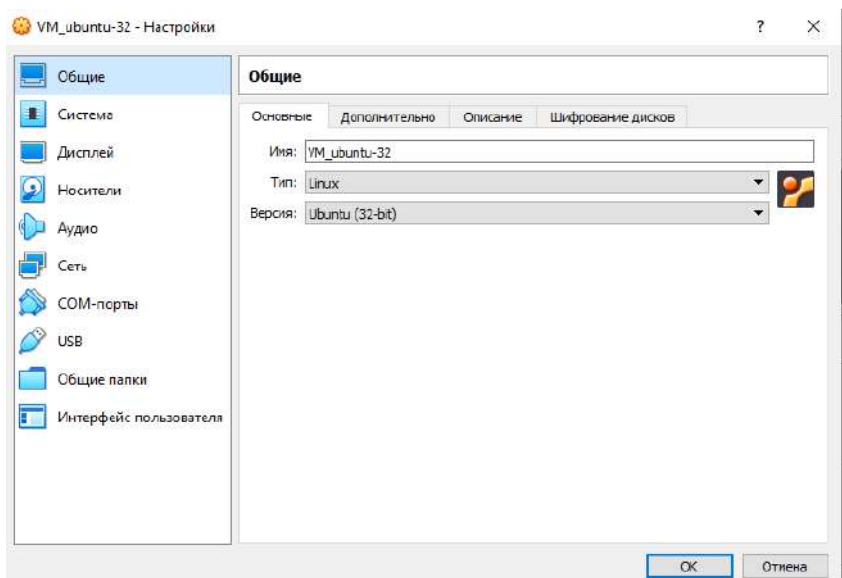 VM_ubuntu-32 - Настройки
?
Общие
Система
Дисплей
Носители
Аудио
Сеть
COM-порты
USB
Общие папки
Интерфейс пользователя
Общие
Основные Дополнительно Описание Шифрование дисков
Имя: VM_ubuntu-32
Тип: Linux
Версия: Ubuntu (32-bit)
OK Отмена